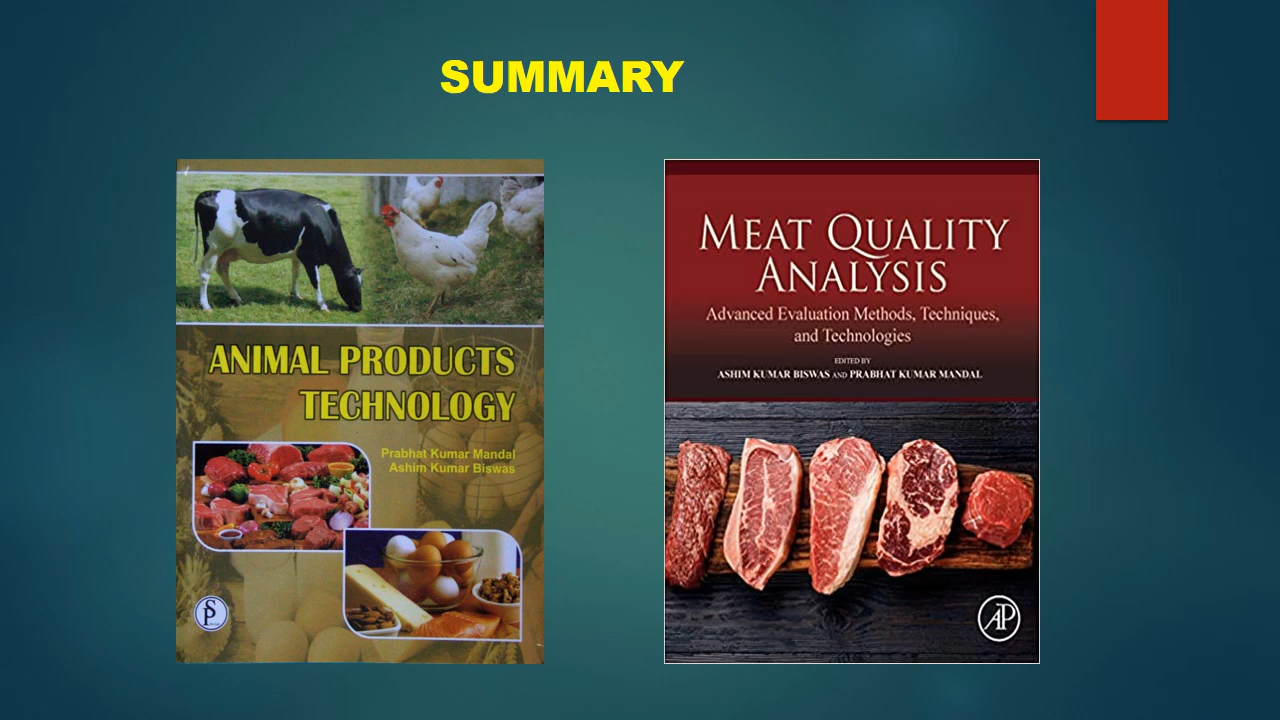 SUMMARY
ANIMAL PRODUCTS
TECHNOLOGY
Prabhat Kumar Mandal
Ashim Kumar Biswas
MEAT QUALITY
ANALYSIS
Advanced Evaluation Methods, Techniques,
and Technologies
EDITED BY
ASHIM KUMAR BISWAS AND PRABHAT KUMAR MANDAL
AP